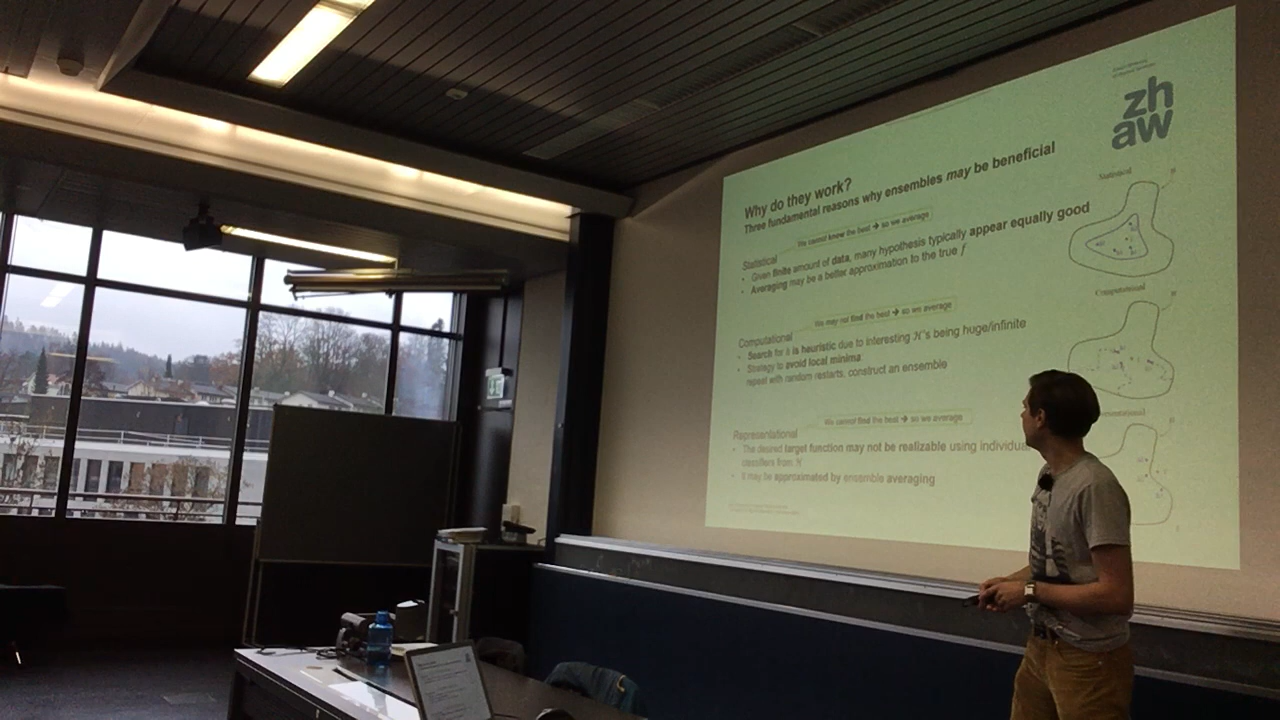 zh
aw
Why do they work?
Three fundamental reasons why ensembles may be beneficial
We cannot know the best → so we average
Statistical
• Given finite amount of data, many hypothesis typically appear equally good
• Averaging may be a better approximation to the true f
Statistical
H
We may not find the best → so we average
Computational
• Search for it is heuristic due to interesting ℋ's being huge/infinite
• Strategy to avoid local minima:
repeat with random restarts, construct an ensemble
Computational
H
We cannot find the best → so we average
Representational
• The desired target function may not be realizable using individual
classifiers from ℋ
• It may be approximated by ensemble averaging